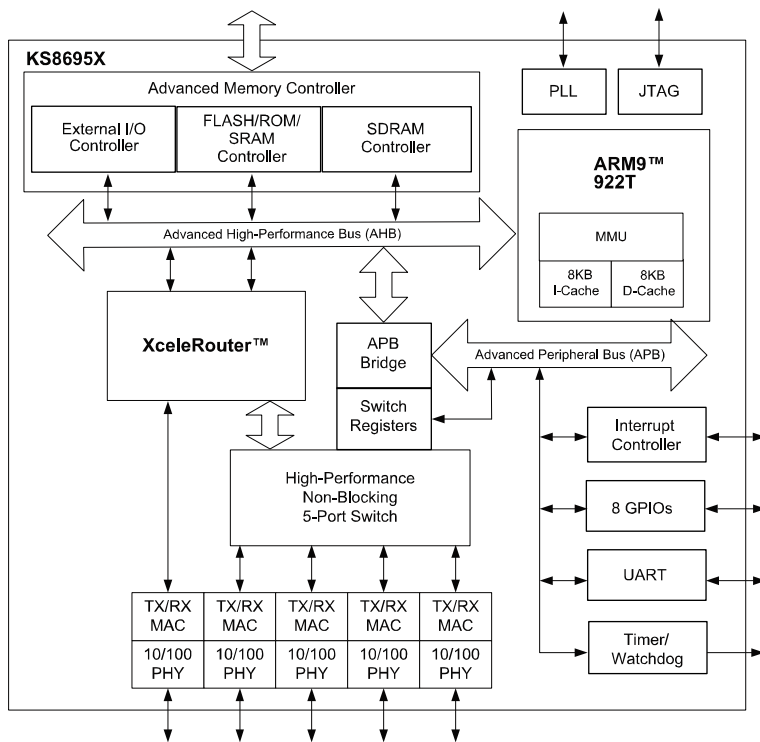 KS8695X
Advanced Memory Controller
External I/O
Controller
FLASH/ROM/
SRAM
Controller
SDRAM
Controller
PLL
JTAG
ARM9™
922T
MMU
8KB
I-Cache
8KB
D-Cache
Advanced High-Performance Bus (AHB)
XceleRouter™
APB
Bridge
Advanced Peripheral Bus (APB)
Switch
Registers
High-Performance
Non-Blocking
5-Port Switch
Interrupt
Controller
8 GPIOs
UART
Timer/
Watchdog
TX/RX
MAC
TX/RX
MAC
TX/RX
MAC
TX/RX
MAC
TX/RX
MAC
10/100
PHY
10/100
PHY
10/100
PHY
10/100
PHY
10/100
PHY